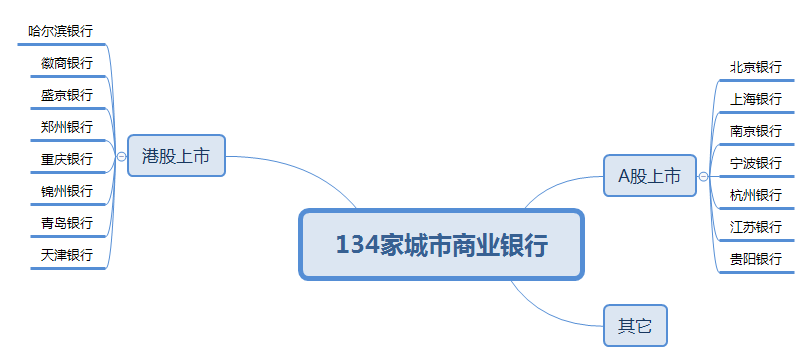 134家城市商业银行
港股上市
哈尔滨银行
徽商银行
盛京银行
郑州银行
重庆银行
锦州银行
青岛银行
天津银行
A股上市
北京银行
上海银行
南京银行
宁波银行
杭州银行
江苏银行
贵阳银行
其它